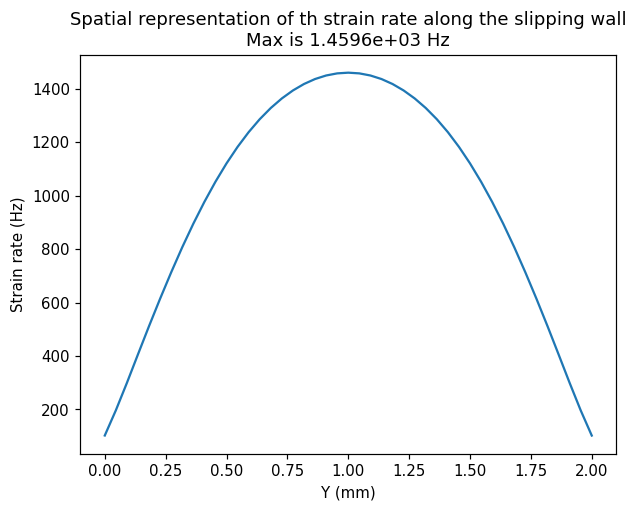 Spatial representation of th strain rate along the slipping wall
Max is 1.4596e+03 Hz
1400
1200
1000
800
600
400
200
Strain rate (Hz)
0.00 0.25 0.50 0.75 1.00 1.25 1.50 1.75 2.00
Y (mm)